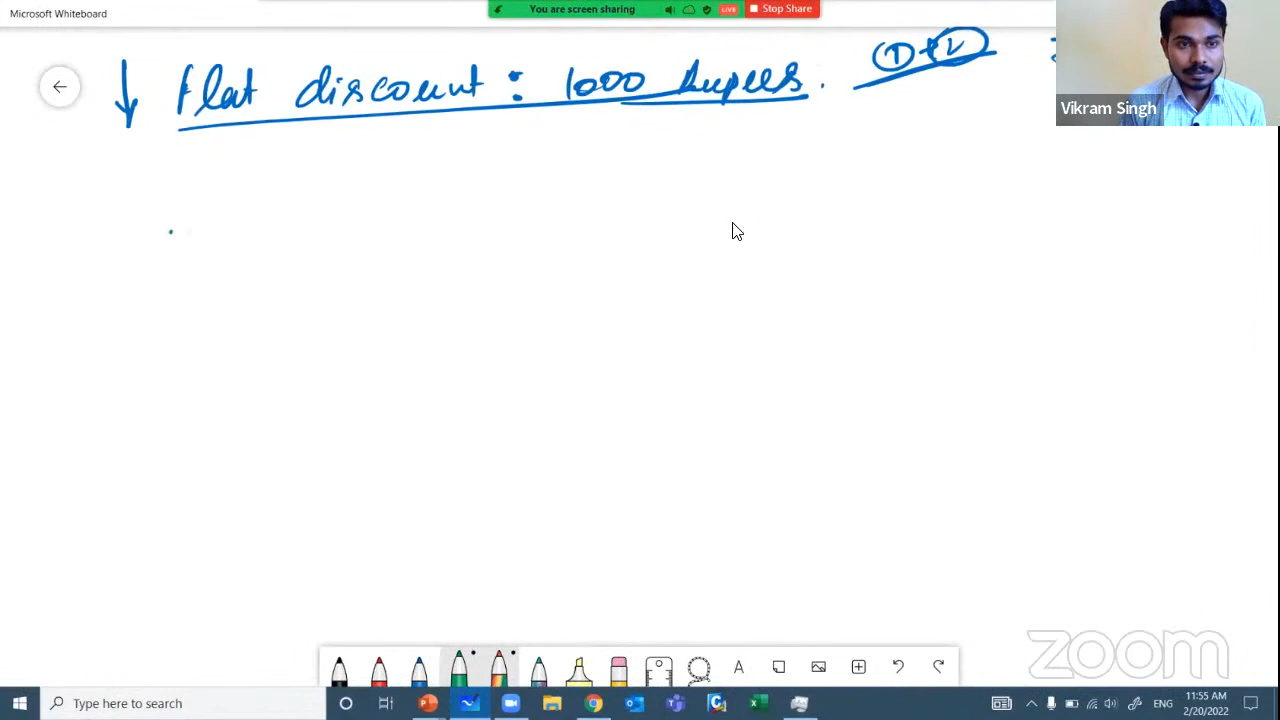 Microsoft Whiteboard
You are screen sharing
LIVE
Stop Share
Flat discount : 1000 Rupees.
Vikram Singh
zoom
A
Type here to search
ENG
11:55 AM
2/20/2022